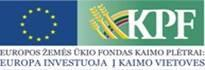 KPF
EUROPOS ŽEMĖS ŪKIO FONDAS KAIMO PLĖTRAI:
EUROPA INVESTUOJA Į KAIMO VIETOVES